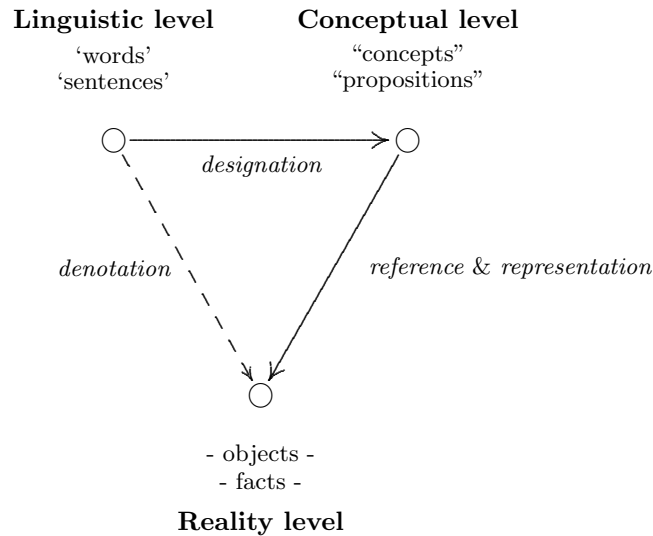 Linguistic level
Conceptual level
‘words’
‘sentences’
“concepts”
“propositions”
designation
denotation
reference & representation
- objects -
- facts -
Reality level